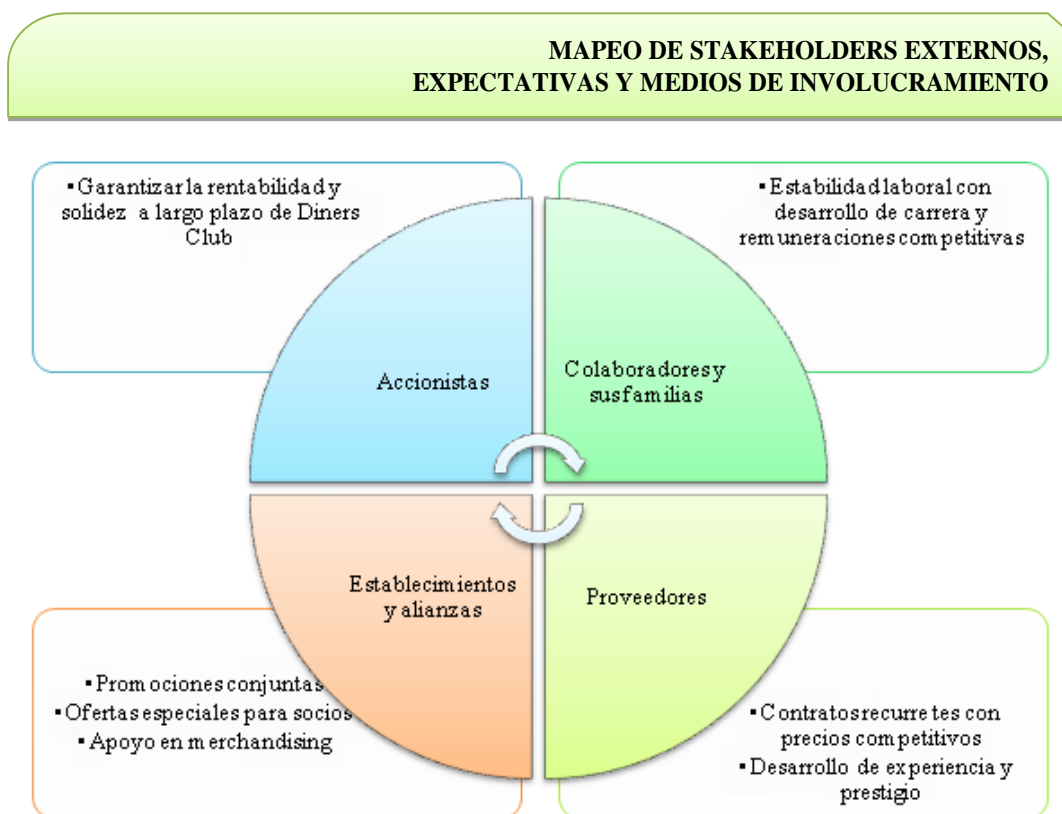 MAPEO DE STAKEHOLDERS EXTERNOS,
EXPECTATIVAS Y MEDIOS DE INVOLUCRAMIENTO
▪ Garantizar la rentabilidad y
solidez a largo plazo de Diners
Club
▪ Estabilidad laboral con
desarrollo de carrera y
remuneraciones competitivas
Accionistas
Colaboradores y
sus familias
Establecimientos
y alianzas
Proveedores
▪ Promociones conjuntas
▪ Ofertas especiales para socios
▪ Apoyo en merchandising
▪ Contratos recurretes con
precios competitivos
▪ Desarrollo de experiencia y
prestigio